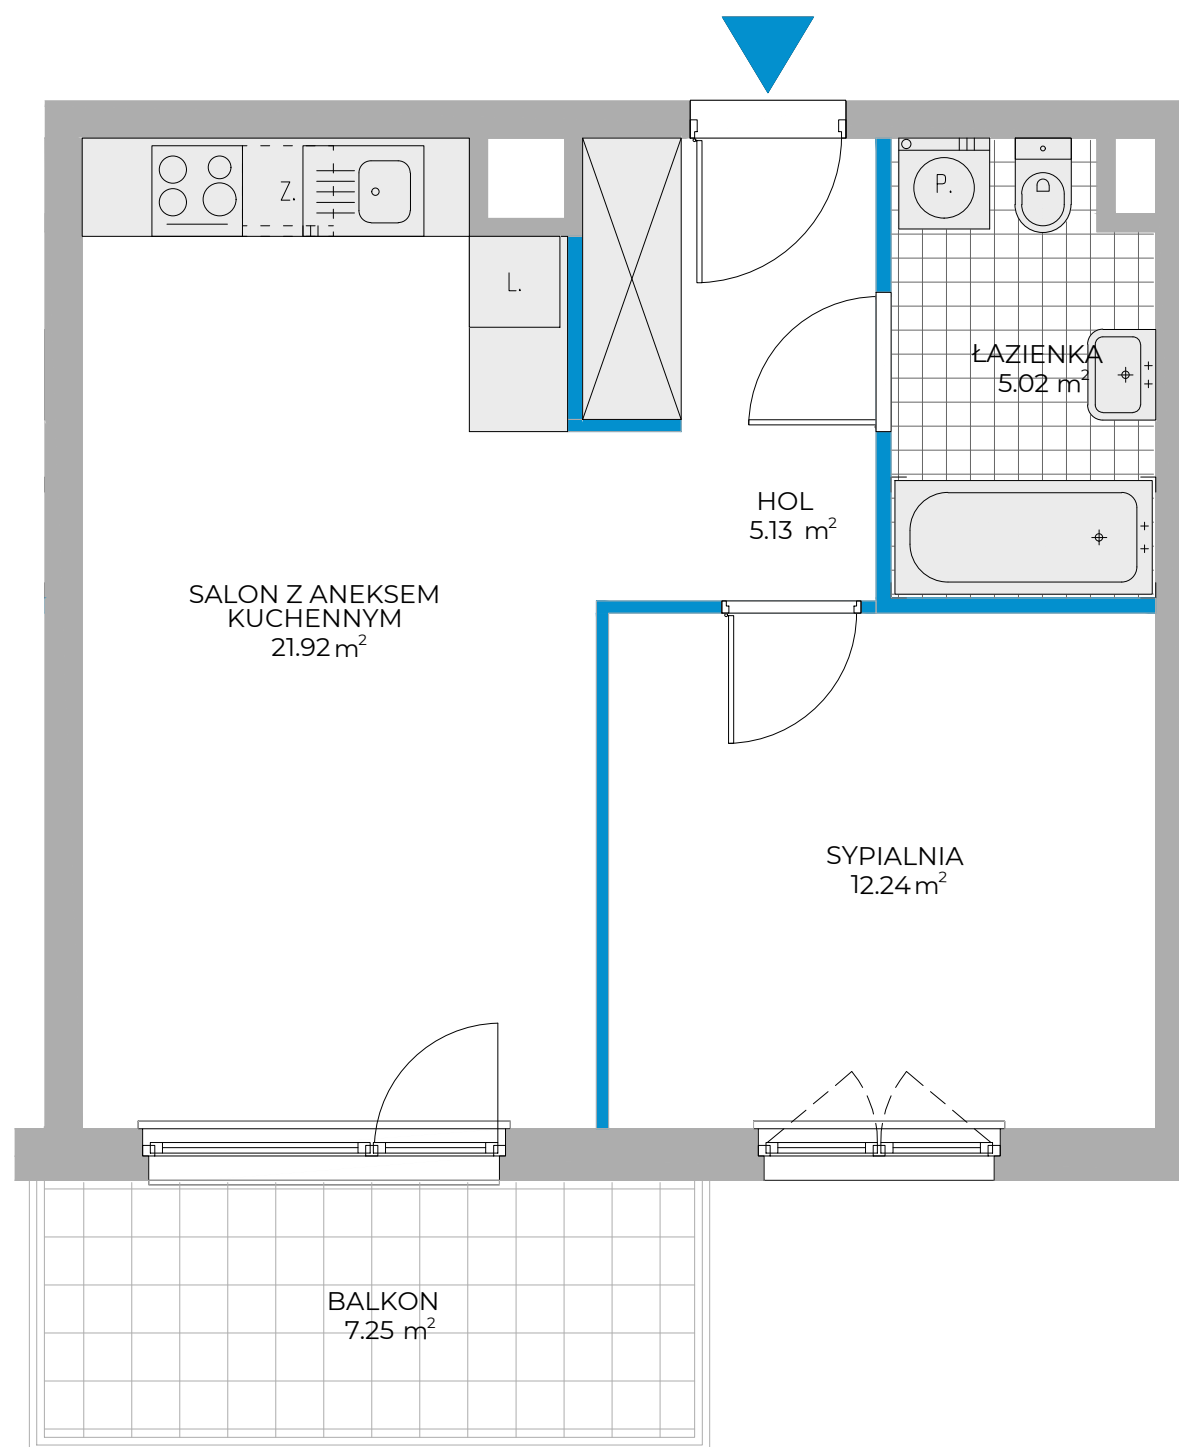 Z.
P.
L.
ŁAZIENKA
5.02 m²
HOL
5.13 m²
SALON Z ANEKSEM
KUCHENNYM
21.92 m²
SYPIALNIA
12.24 m²
BALKON
7.25 m²